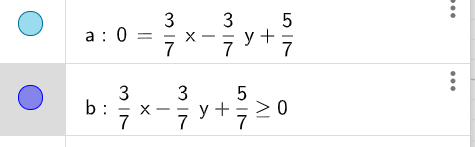 a : 0 = 3/7 x − 3/7 y + 5/7
b : 3/7 x − 3/7 y + 5/7 ≥ 0